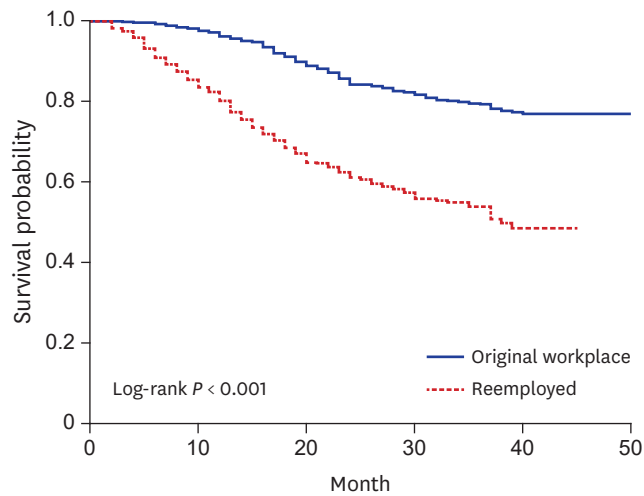 Survival probability
1.0
0.8
0.6
0.4
0.2
0
Original workplace
Log-rank P < 0.001
Reemployed
0 10 20 30 40 50
Month